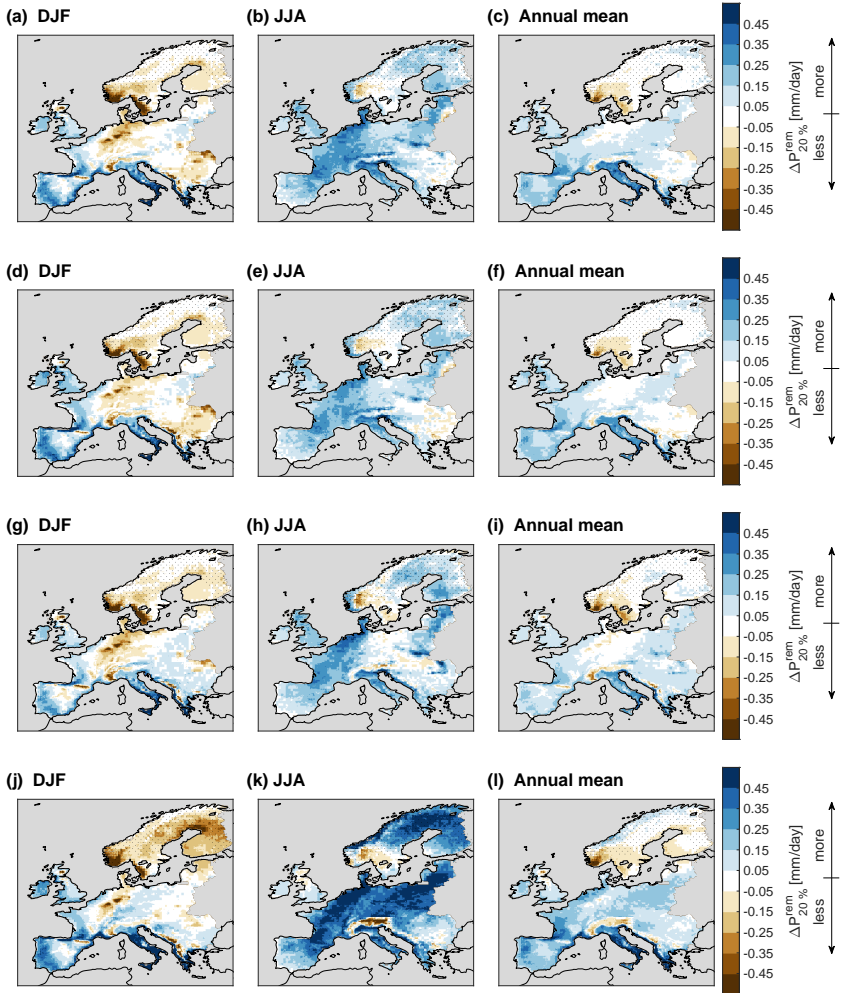 (a) DJF
(b) JJA
(c) Annual mean
0.45
0.35
0.25
0.15
0.05
-0.05
-0.15
-0.25
-0.35
-0.45
ΔP^rem_20 % [mm/day]
less more
(d) DJF
(e) JJA
(f) Annual mean
0.45
0.35
0.25
0.15
0.05
-0.05
-0.15
-0.25
-0.35
-0.45
ΔP^rem_20 % [mm/day]
less more
(g) DJF
(h) JJA
(i) Annual mean
0.45
0.35
0.25
0.15
0.05
-0.05
-0.15
-0.25
-0.35
-0.45
ΔP^rem_20 % [mm/day]
less more
(j) DJF
(k) JJA
(l) Annual mean
0.45
0.35
0.25
0.15
0.05
-0.05
-0.15
-0.25
-0.35
-0.45
ΔP^rem_20 % [mm/day]
less more